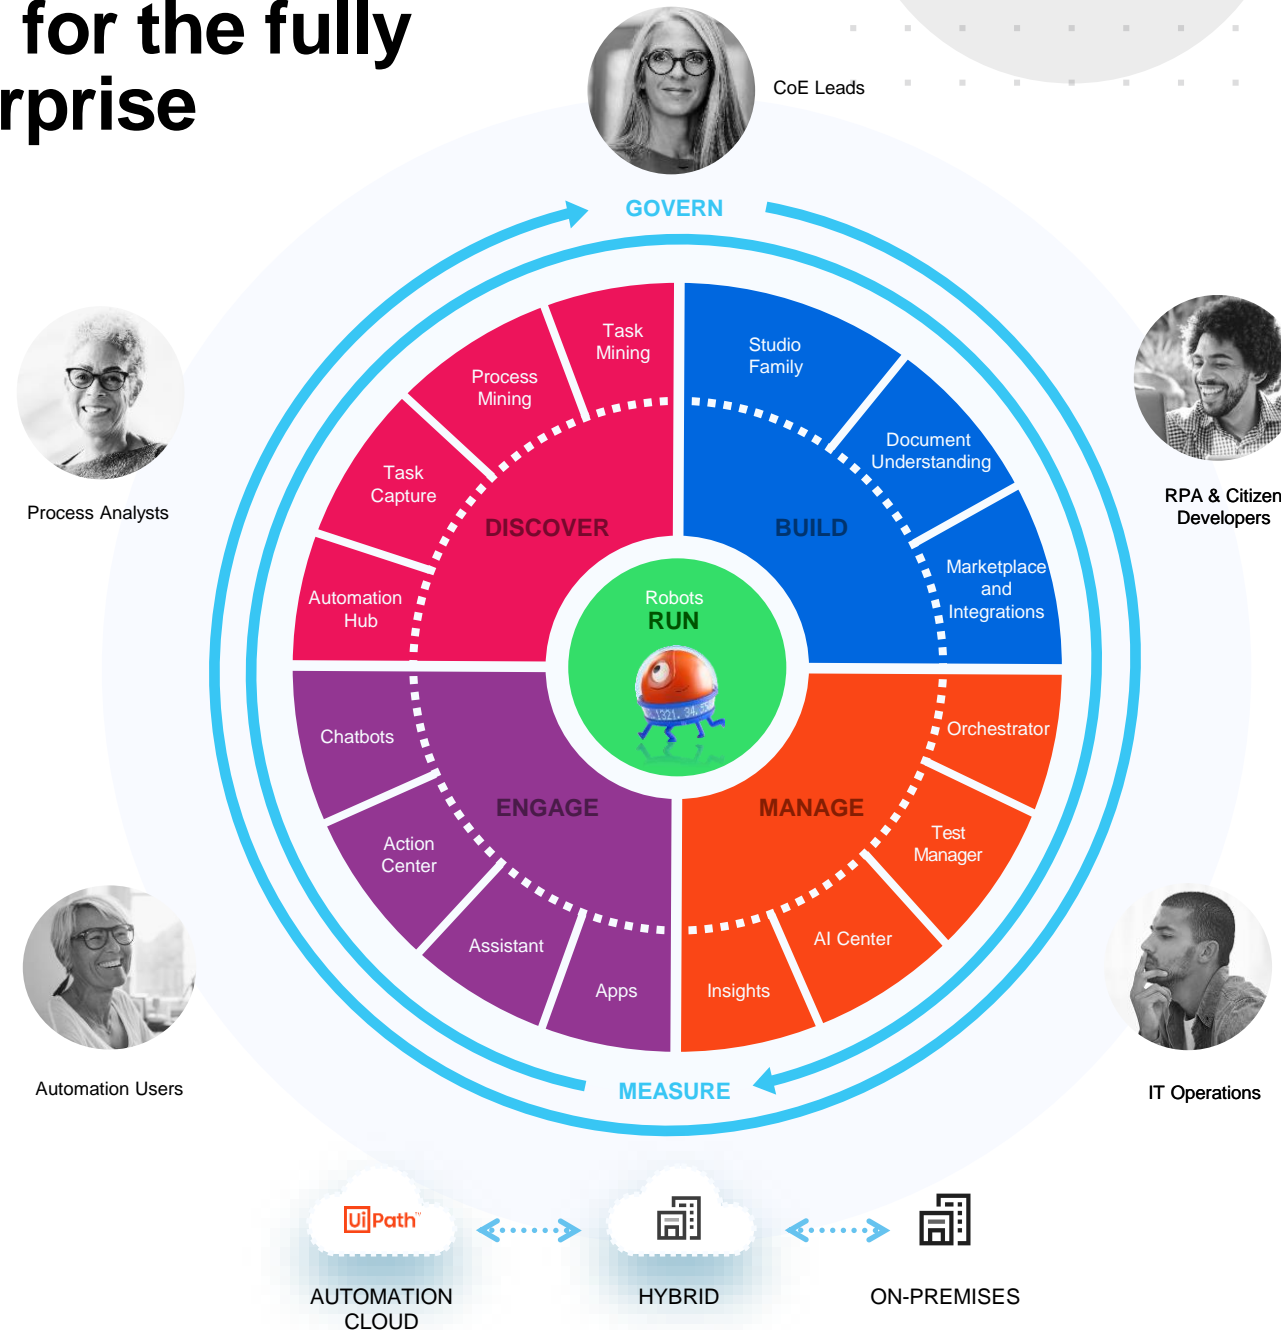 for the fully
rprise
CoE Leads
GOVERN
Task
Mining
Process
Mining
Task
Capture
Automation
Hub
DISCOVER
Studio
Family
Document
Understanding
Marketplace
and
Integrations
BUILD
Process Analysts
RPA & Citizen
Developers
Robots
RUN
Chatbots
Action
Center
Assistant
Apps
ENGAGE
MANAGE
Orchestrator
Test
Manager
AI Center
Insights
Automation Users
IT Operations
MEASURE
UiPath™
AUTOMATION
CLOUD
HYBRID
ON-PREMISES